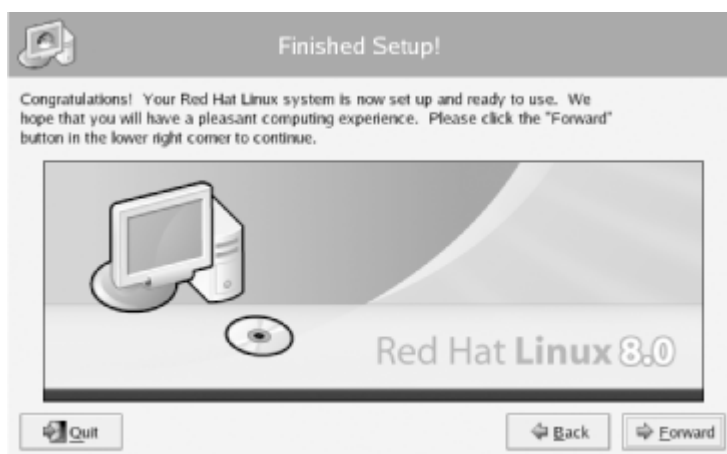 Finished Setup!
Congratulations! Your Red Hat Linux system is now set up and ready to use. We
hope that you will have a pleasant computing experience. Please click the "Forward"
button in the lower right corner to continue.
Red Hat Linux 8.0
Quit
Back
Forward